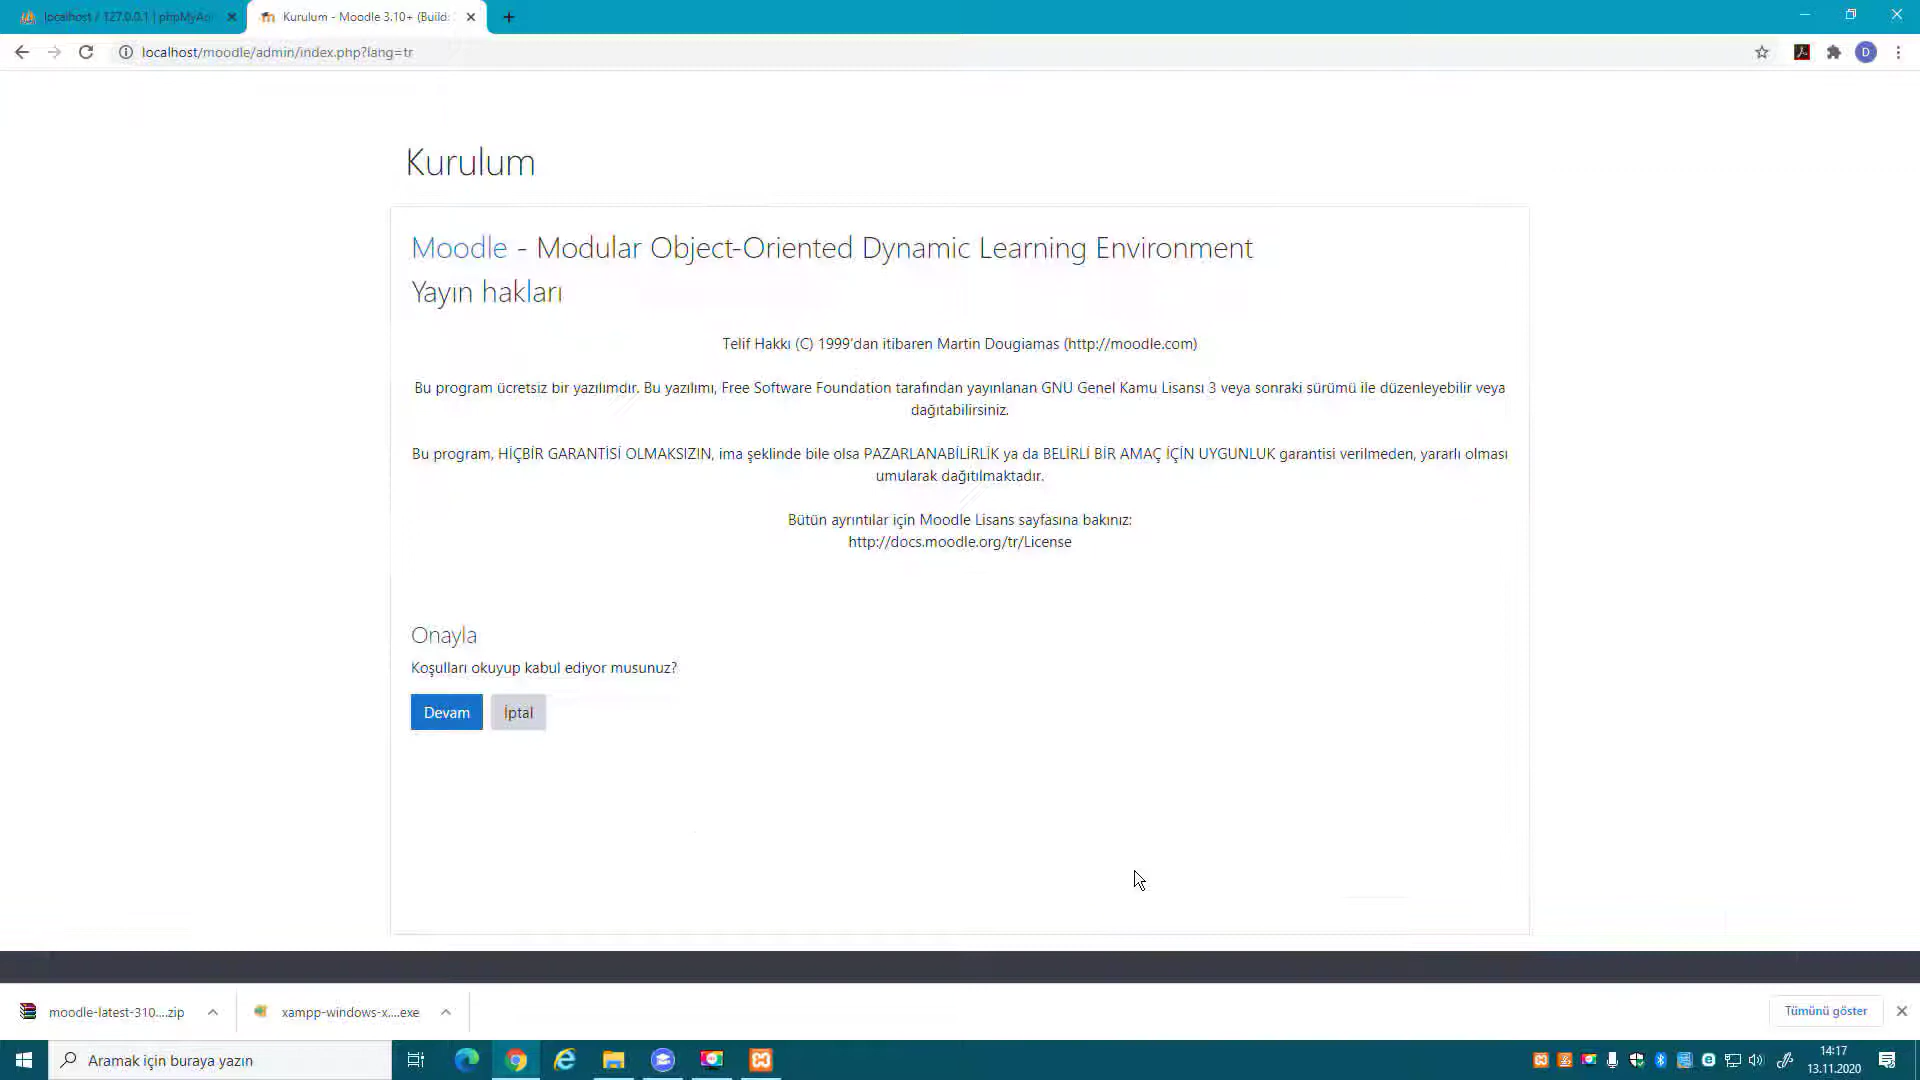 localhost / 127.0.0.1 | phpMyAd
Kurulum - Moodle 3.10+ (Build:
localhost/moodle/admin/index.php?lang=tr
D
Kurulum
Moodle - Modular Object-Oriented Dynamic Learning Environment
Yayın hakları
Telif Hakkı (C) 1999'dan itibaren Martin Dougiamas (http://moodle.com)
Bu program ücretsiz bir yazılımdır. Bu yazılımı, Free Software Foundation tarafından yayınlanan GNU Genel Kamu Lisansı 3 veya sonraki sürümü ile düzenleyebilir veya
dağıtabilirsiniz.
Bu program, HİÇBİR GARANTİSİ OLMAKSIZIN, ima şeklinde bile olsa PAZARLANABİLİRLİK ya da BELİRLİ BİR AMAÇ İÇİN UYGUNLUK garantisi verilmeden, yararlı olması
umularak dağıtılmaktadır.
Bütün ayrıntılar için Moodle Lisans sayfasına bakınız:
http://docs.moodle.org/tr/License
Onayla
Koşulları okuyup kabul ediyor musunuz?
Devam
İptal
moodle-latest-310....zip
xampp-windows-x....exe
Tümünü göster
Aramak için buraya yazın
14:17
13.11.2020